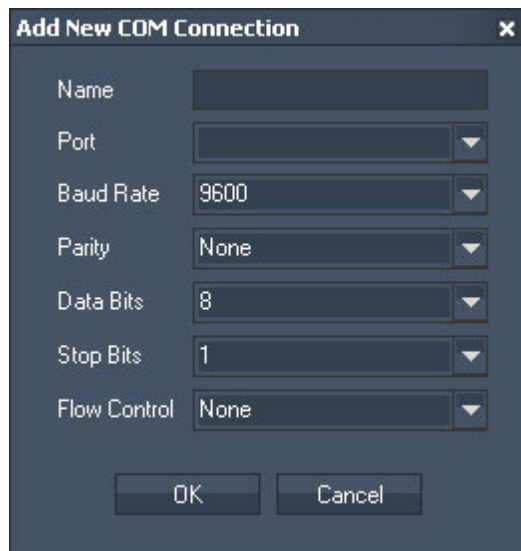 Add New COM Connection
Name
Port
Baud Rate 9600
Parity None
Data Bits 8
Stop Bits 1
Flow Control None
OK Cancel